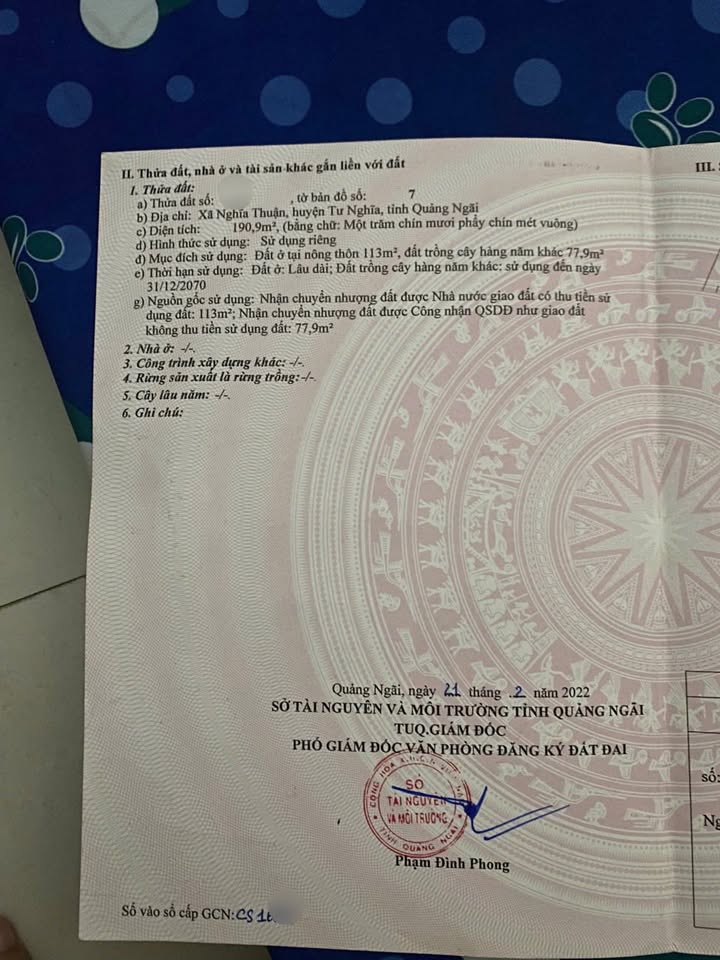 II. Thửa đất, nhà ở và tài sản khác gắn liền với đất
III.
1. Thửa đất:
a) Thửa đất số: , tờ bản đồ số: 7
b) Địa chỉ: Xã Nghĩa Thuận, huyện Tư Nghĩa, tỉnh Quảng Ngãi
c) Diện tích: 190,9m², (bằng chữ: Một trăm chín mươi phẩy chín mét vuông)
d) Hình thức sử dụng: Sử dụng riêng
đ) Mục đích sử dụng: Đất ở tại nông thôn 113m², đất trồng cây hàng năm khác 77,9m²
e) Thời hạn sử dụng: Đất ở: Lâu dài; Đất trồng cây hàng năm khác: sử dụng đến ngày
31/12/2070
g) Nguồn gốc sử dụng: Nhận chuyển nhượng đất được Nhà nước giao đất có thu tiền sử
dụng đất: 113m²; Nhận chuyển nhượng đất được Công nhận QSDĐ như giao đất
không thu tiền sử dụng đất: 77,9m²
2. Nhà ở: -/-.
3. Công trình xây dựng khác: -/-.
4. Rừng sản xuất là rừng trồng: -/-.
5. Cây lâu năm: -/-.
6. Ghi chú:
Quảng Ngãi, ngày 21 tháng .2 năm 2022
SỞ TÀI NGUYÊN VÀ MÔI TRƯỜNG TỈNH QUẢNG NGÃI
TUQ.GIÁM ĐỐC
PHÓ GIÁM ĐỐC VĂN PHÒNG ĐĂNG KÝ ĐẤT ĐAI
SỞ
TÀI NGUYÊN
VÀ MÔI TRƯỜNG
TỈNH QUẢNG NGÃI
Phạm Đình Phong
số:
Ng
Số vào sổ cấp GCN: CS 1